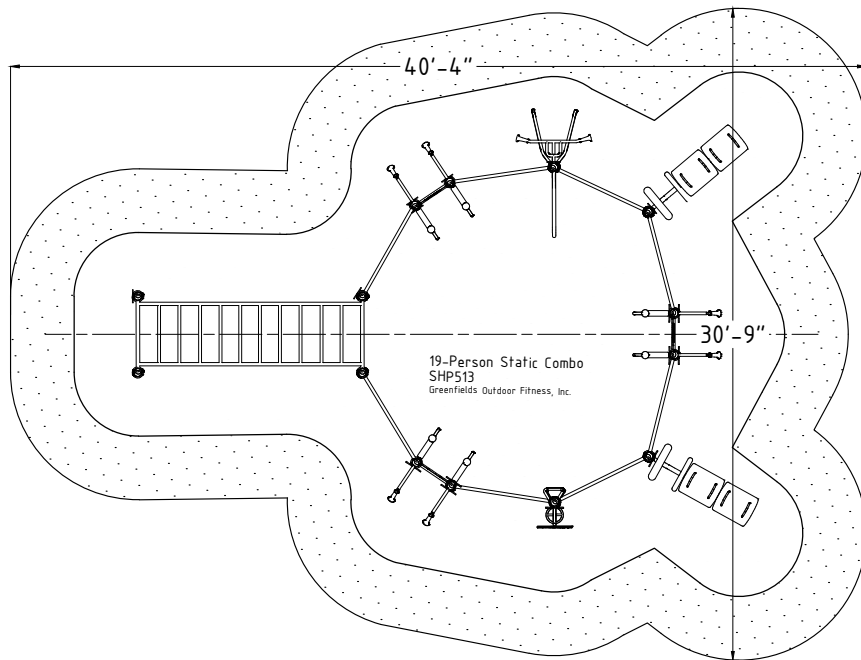 40'-4"
30'-9"
19-Person Static Combo
SHP513
Greenfields Outdoor Fitness, Inc.